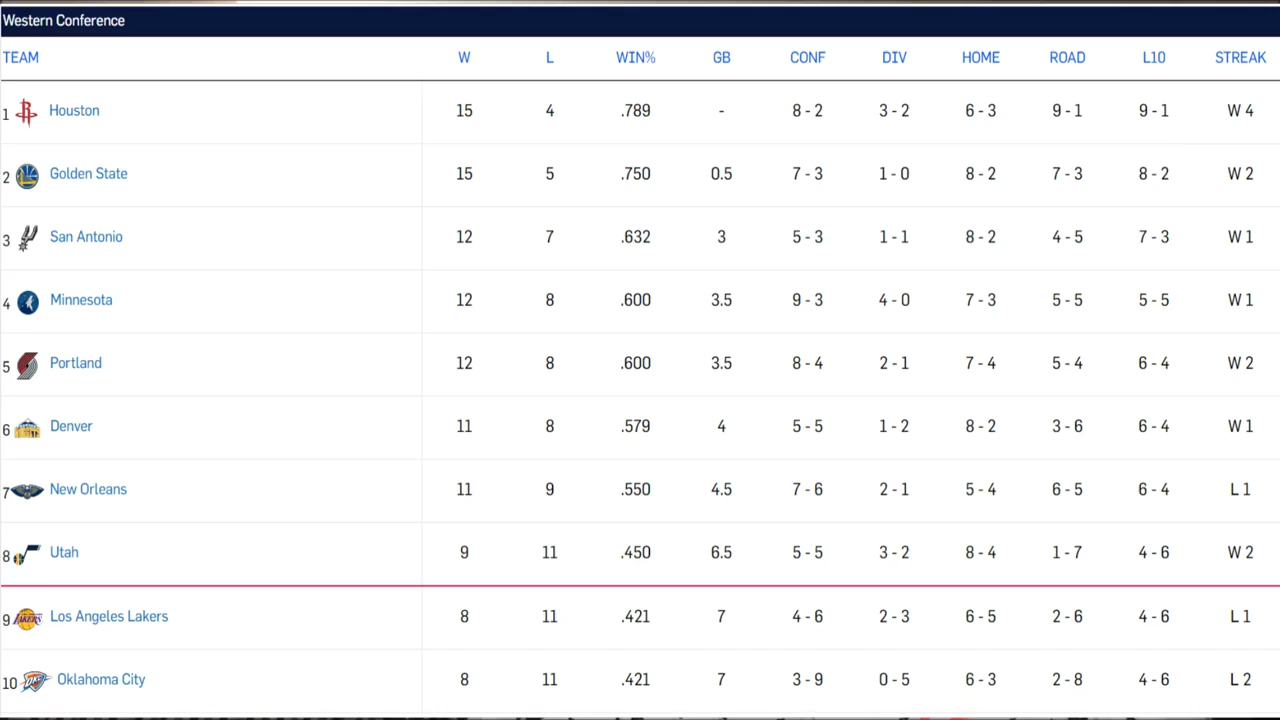 Western Conference
TEAM W L WIN% GB CONF DIV HOME ROAD L10 STREAK
1 Houston 15 4 .789 - 8 - 2 3 - 2 6 - 3 9 - 1 9 - 1 W 4
2 Golden State 15 5 .750 0.5 7 - 3 1 - 0 8 - 2 7 - 3 8 - 2 W 2
3 San Antonio 12 7 .632 3 5 - 3 1 - 1 8 - 2 4 - 5 7 - 3 W 1
4 Minnesota 12 8 .600 3.5 9 - 3 4 - 0 7 - 3 5 - 5 5 - 5 W 1
5 Portland 12 8 .600 3.5 8 - 4 2 - 1 7 - 4 5 - 4 6 - 4 W 2
6 Denver 11 8 .579 4 5 - 5 1 - 2 8 - 2 3 - 6 6 - 4 W 1
7 New Orleans 11 9 .550 4.5 7 - 6 2 - 1 5 - 4 6 - 5 6 - 4 L 1
8 Utah 9 11 .450 6.5 5 - 5 3 - 2 8 - 4 1 - 7 4 - 6 W 2
9 LAKERS Los Angeles Lakers 8 11 .421 7 4 - 6 2 - 3 6 - 5 2 - 6 4 - 6 L 1
10 Oklahoma City 8 11 .421 7 3 - 9 0 - 5 6 - 3 2 - 8 4 - 6 L 2